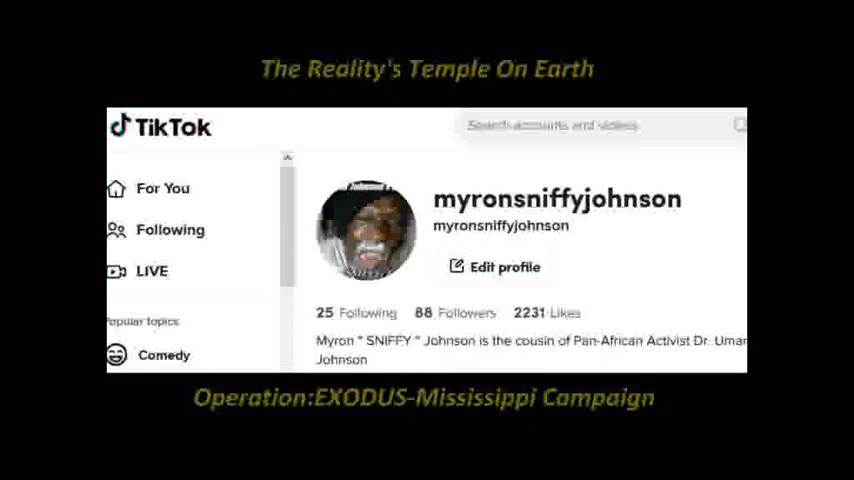 The Reality's Temple On Earth
TikTok
Search accounts and videos
For You
myronsniffyjohnson
myronsniffyjohnson
Following
Edit profile
LIVE
25 Following 88 Followers 2231 Likes
Popular topics
Myron " SNIFFY " Johnson is the cousin of Pan-African Activist Dr. Umar
Comedy
Johnson
Operation:EXODUS-Mississippi Campaign